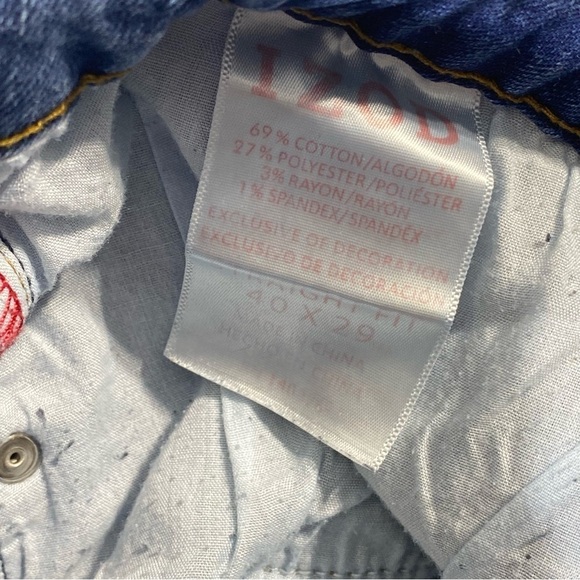 IZOD
69% COTTON/ALGODÓN
27% POLYESTER/POLIÉSTER
3% RAYON/RAYÓN
1% SPANDEX/SPANDEX
EXCLUSIVE OF DECORATION
EXCLUSIVO DE DECORACIÓN
STRAIGHT FIT
40 X 29
MADE IN CHINA
HECHO EN CHINA